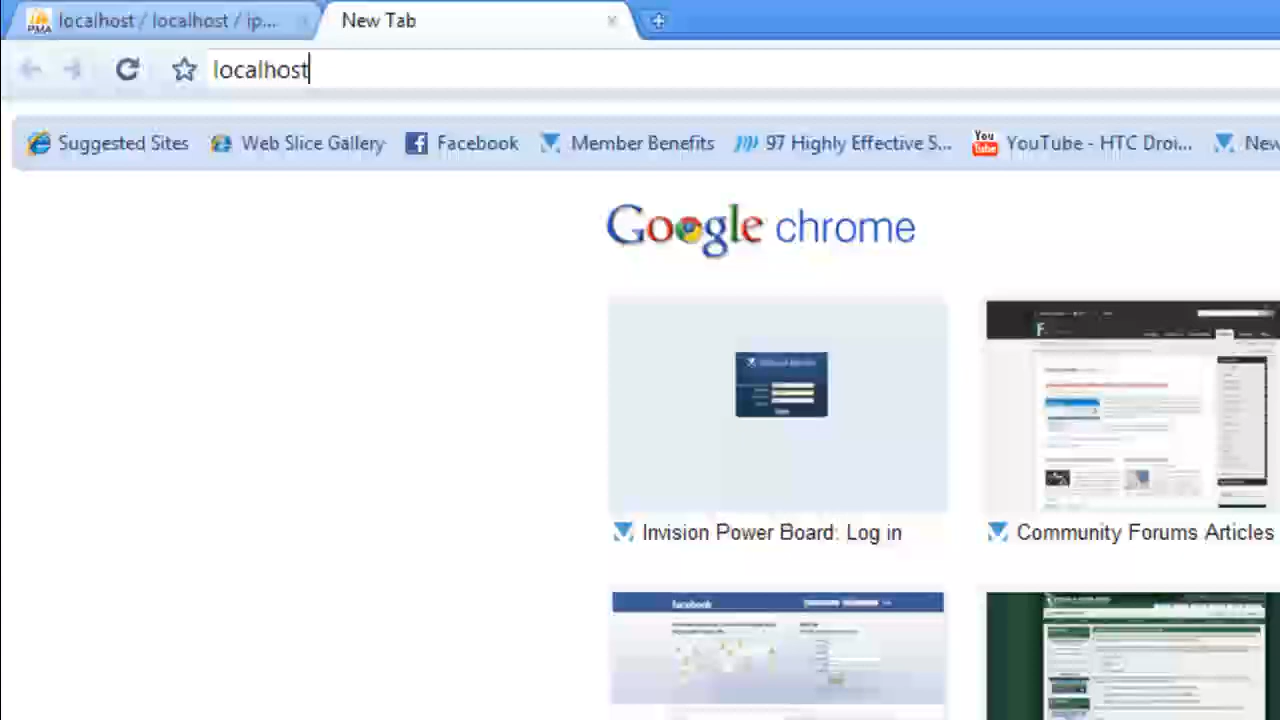 localhost / localhost / ip...
New Tab
localhost
Suggested Sites
Web Slice Gallery
Facebook
Member Benefits
97 Highly Effective S...
YouTube - HTC Droi...
New
Google chrome
Invision Power Board: Log in
Community Forums Articles
facebook